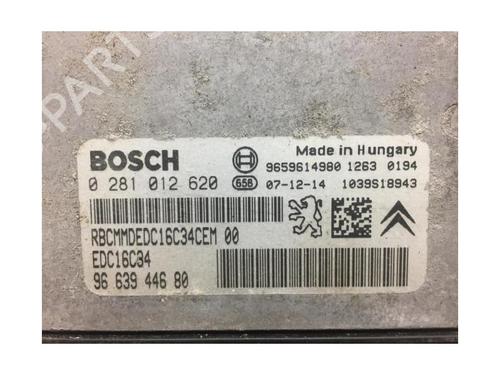 BOSCH
Made in Hungary
9659614980 1263 0194
0 281 012 620 656 07-12-14 1039S18943
RBCMMDEDC16C34CEM 00
EDC16C34
96 639 446 80